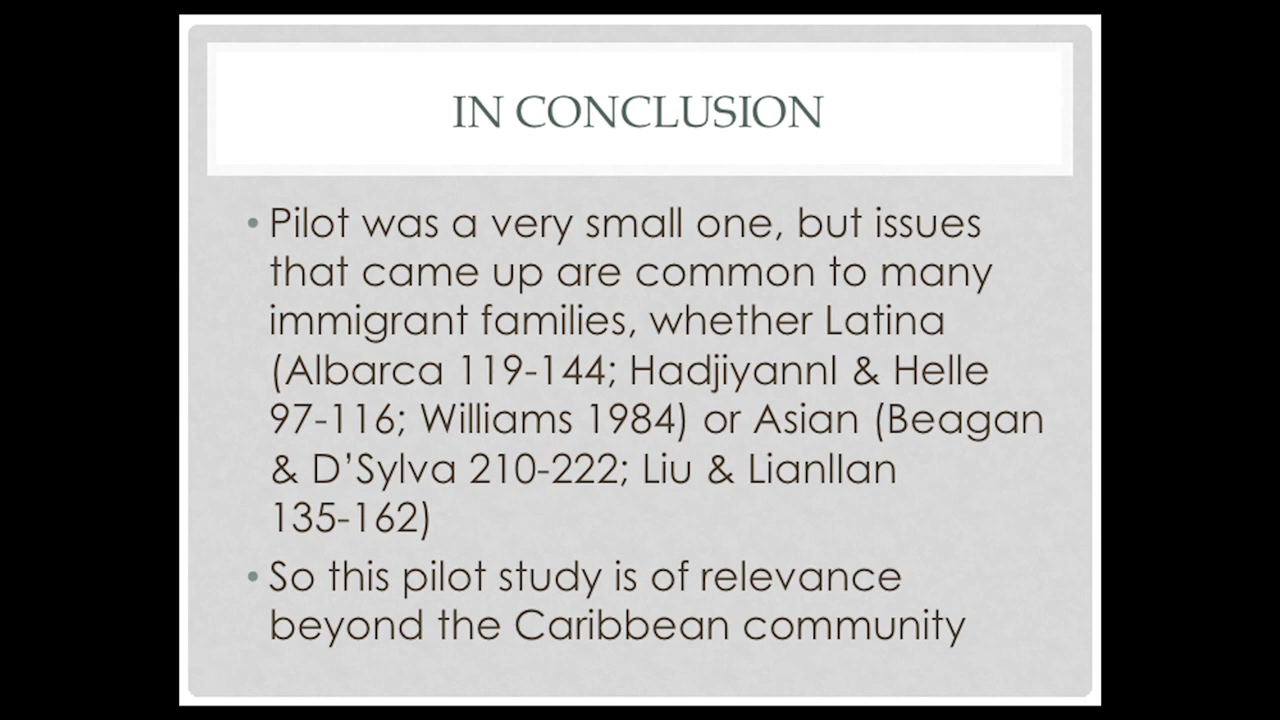 IN CONCLUSION
• Pilot was a very small one, but issues
that came up are common to many
immigrant families, whether Latina
(Albarca 119-144; HadjiyannI & Helle
97-116; Williams 1984) or Asian (Beagan
& D’Sylva 210-222; Liu & Lianllan
135-162)
• So this pilot study is of relevance
beyond the Caribbean community